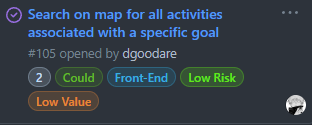 Search on map for all activities
associated with a specific goal
#105 opened by dgoodare
2 Could Front-End Low Risk
Low Value